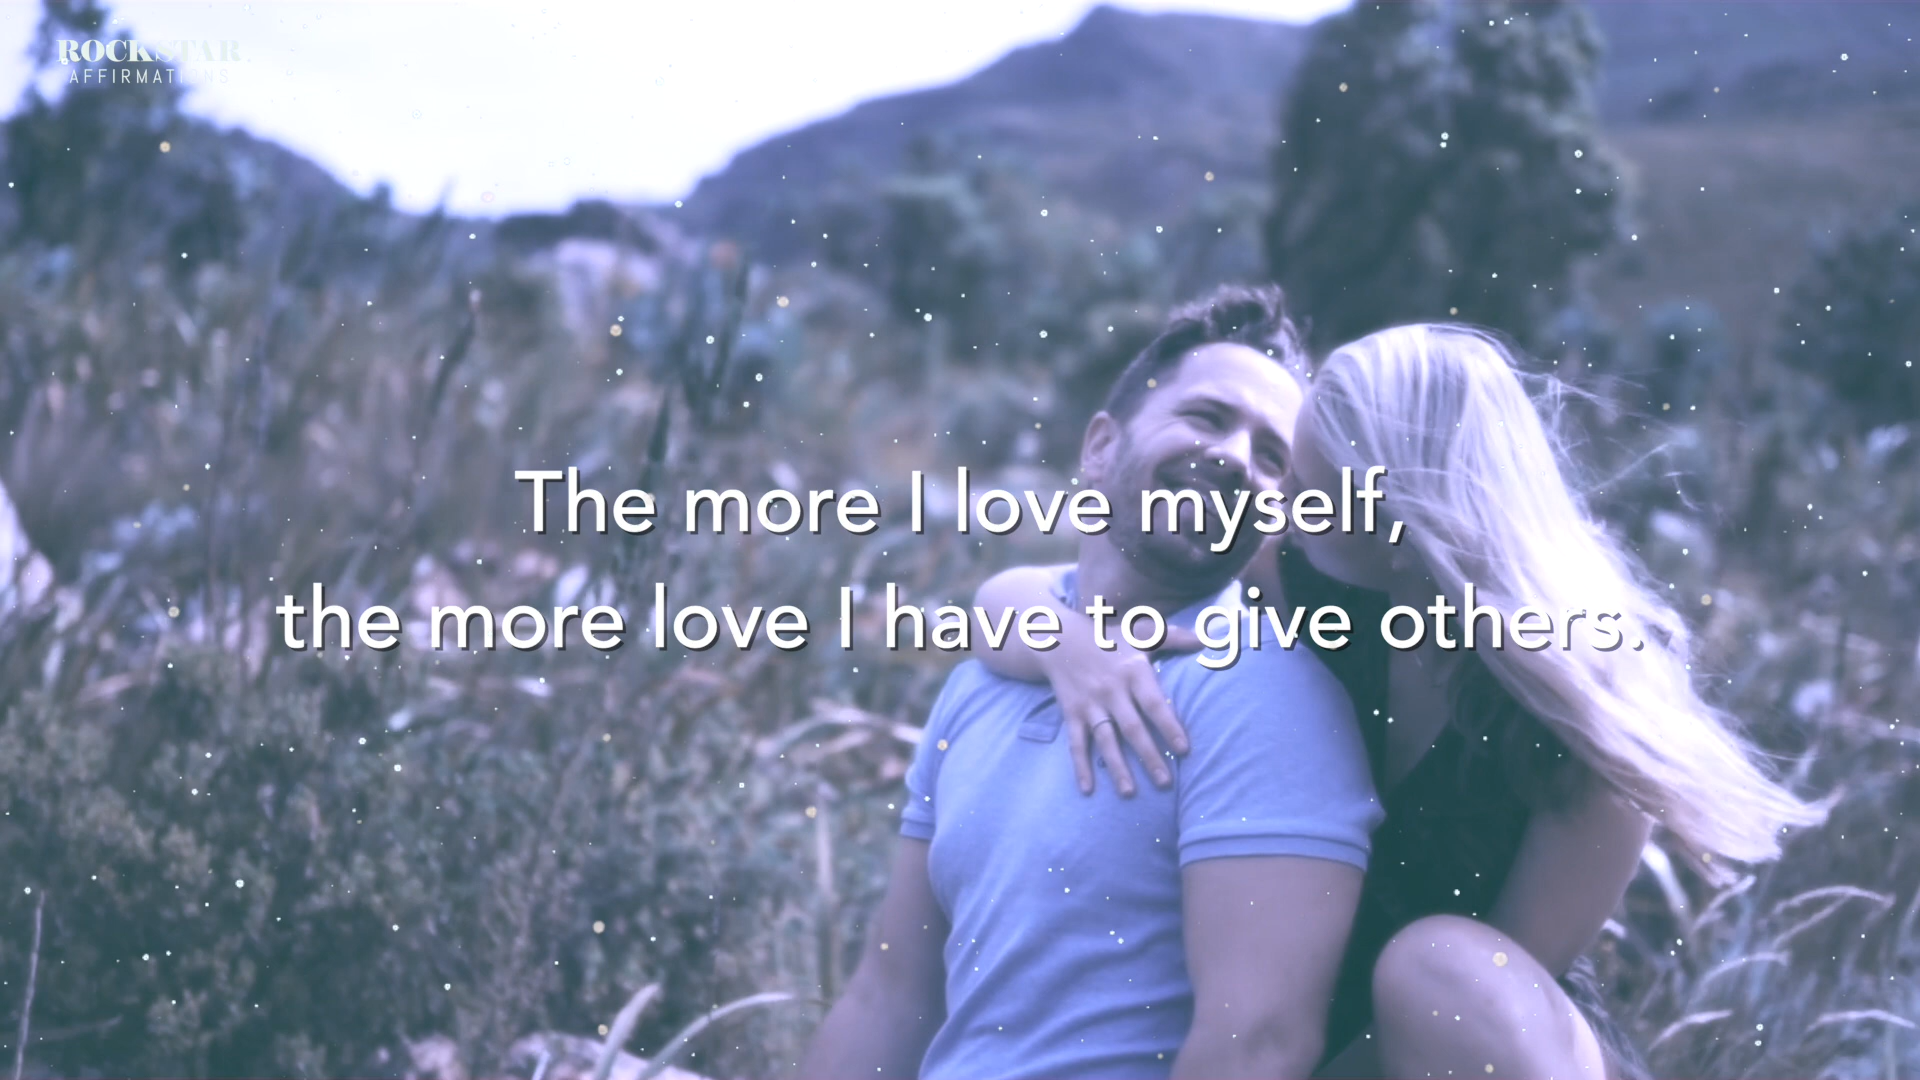 ROCKSTAR
AFFIRMATIONS
The more I love myself,
the more love I have to give others.